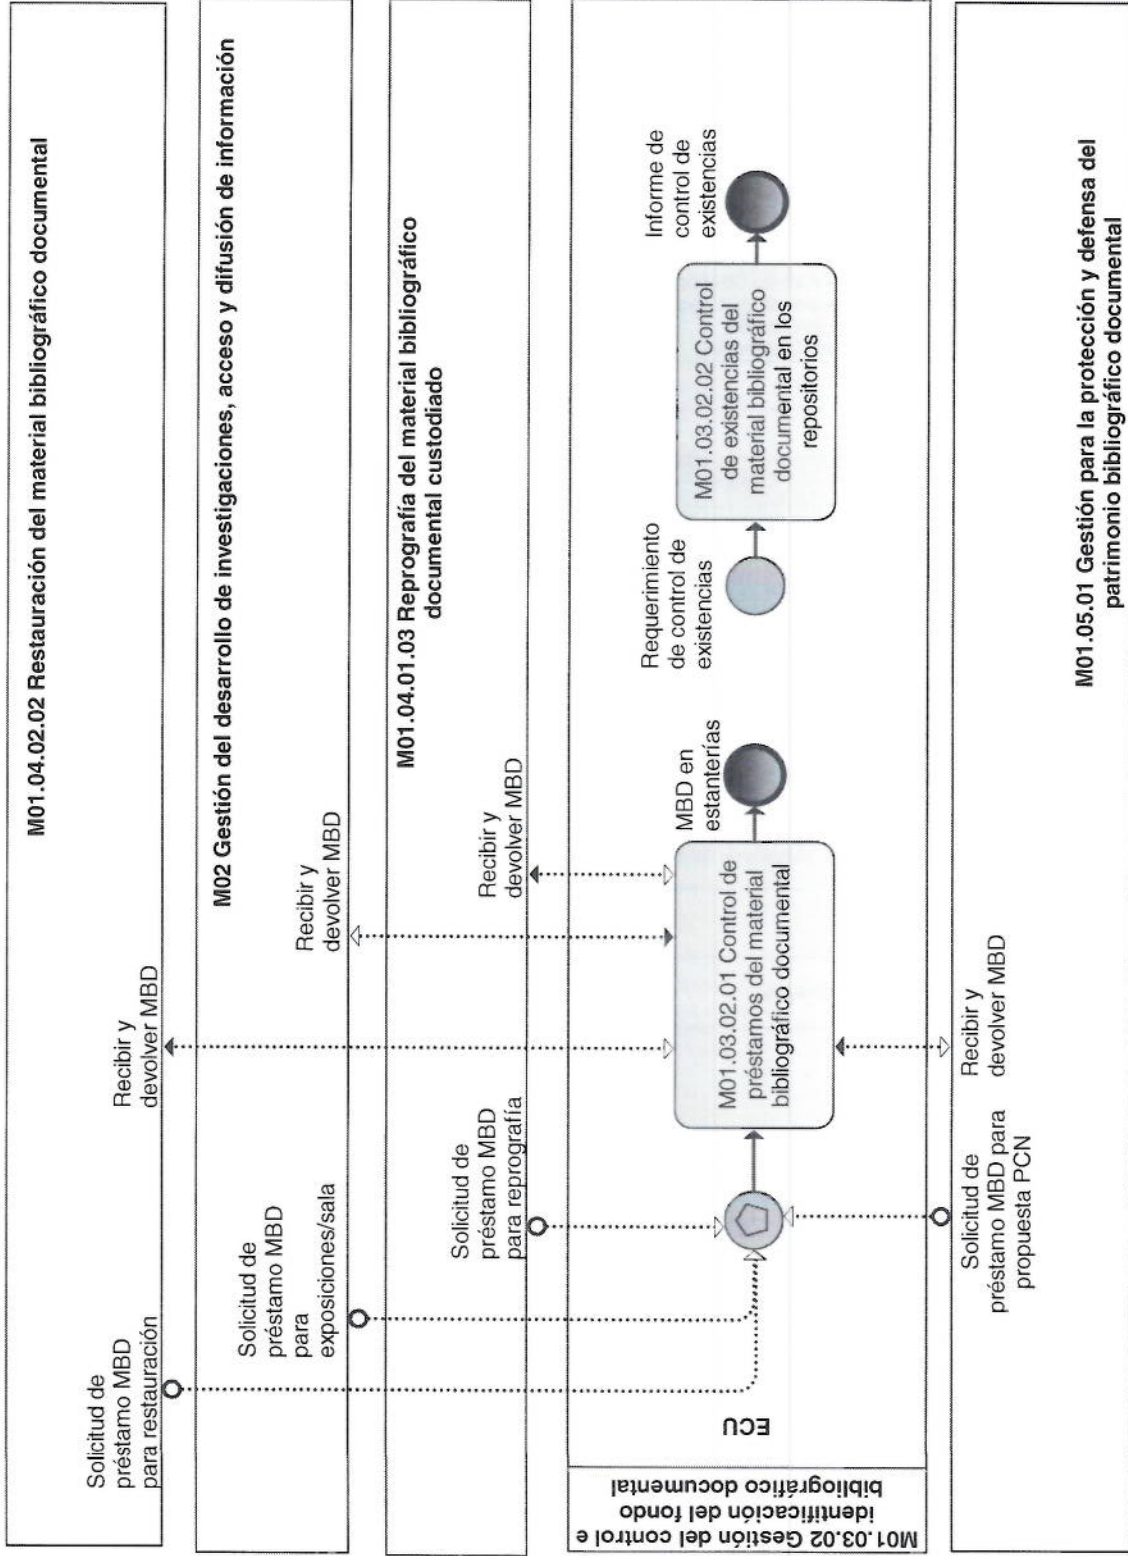 M01.04.02.02 Restauración del material bibliográfico documental
Solicitud de
préstamo MBD
para restauración
Recibir y
devolver MBD
M02 Gestión del desarrollo de investigaciones, acceso y difusión de información
Solicitud de
préstamo MBD
para
exposiciones/sala
Recibir y
devolver MBD
M01.04.01.03 Reprografía del material bibliográfico
documental custodiado
Solicitud de
préstamo MBD
para reprografía
Recibir y
devolver MBD
M01.03.02 Gestión del control e
identificación del fondo
bibliográfico documental
ECU
M01.03.02.01 Control de
préstamos del material
bibliográfico documental
MBD en
estanterías
Requerimiento
de control de
existencias
M01.03.02.02 Control
de existencias del
material bibliográfico
documental en los
repositorios
Informe de
control de
existencias
Solicitud de
préstamo MBD para
propuesta PCN
Recibir y
devolver MBD
M01.05.01 Gestión para la protección y defensa del
patrimonio bibliográfico documental